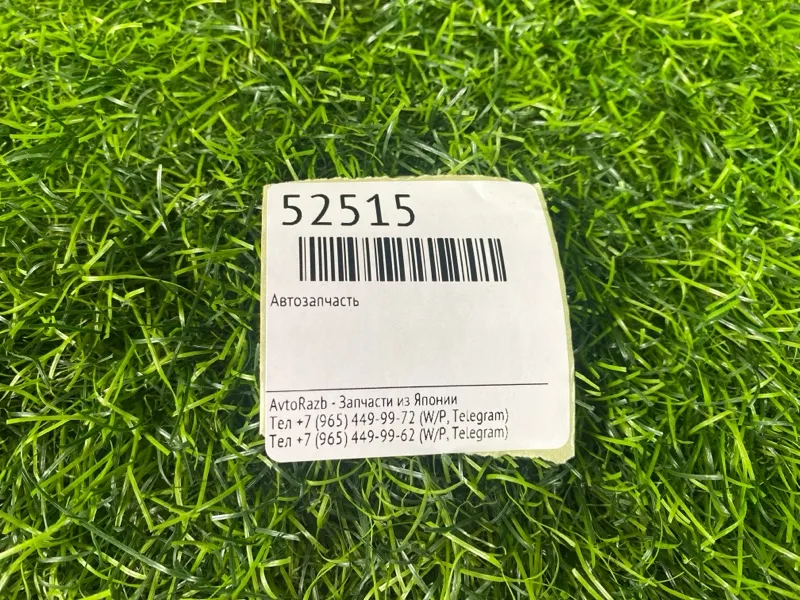 52515
Автозапчасть
AvtoRazb - Запчасти из Японии
Тел +7 (965) 449-99-72 (W/P, Telegram)
Тел +7 (965) 449-99-62 (W/P, Telegram)